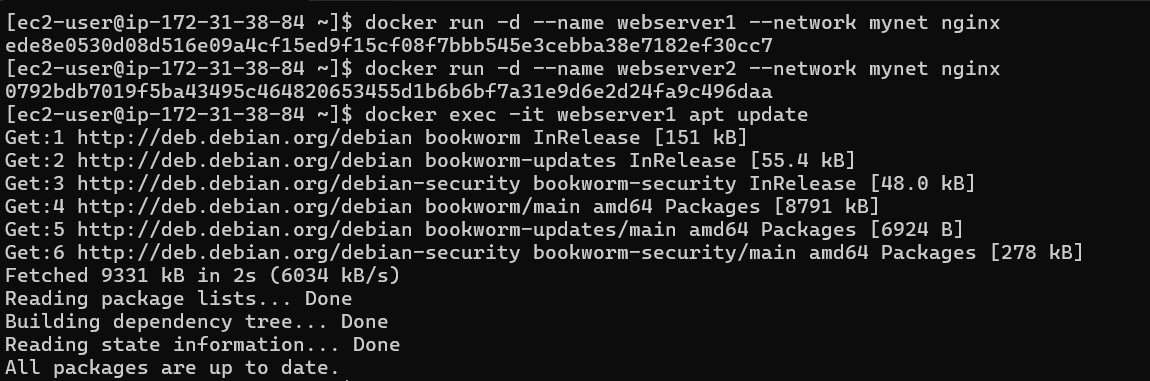 [ec2-user@ip-172-31-38-84 ~]$ docker run -d --name webserver1 --network mynet nginx
ede8e0530d08d516e09a4cf15ed9f15cf08f7bbb545e3cebba38e7182ef30cc7
[ec2-user@ip-172-31-38-84 ~]$ docker run -d --name webserver2 --network mynet nginx
0792bdb7019f5ba43495c464820653455d1b6b6bf7a31e9d6e2d24fa9c496daa
[ec2-user@ip-172-31-38-84 ~]$ docker exec -it webserver1 apt update
Get:1 http://deb.debian.org/debian bookworm InRelease [151 kB]
Get:2 http://deb.debian.org/debian bookworm-updates InRelease [55.4 kB]
Get:3 http://deb.debian.org/debian-security bookworm-security InRelease [48.0 kB]
Get:4 http://deb.debian.org/debian bookworm/main amd64 Packages [8791 kB]
Get:5 http://deb.debian.org/debian bookworm-updates/main amd64 Packages [6924 B]
Get:6 http://deb.debian.org/debian-security bookworm-security/main amd64 Packages [278 kB]
Fetched 9331 kB in 2s (6034 kB/s)
Reading package lists... Done
Building dependency tree... Done
Reading state information... Done
All packages are up to date.